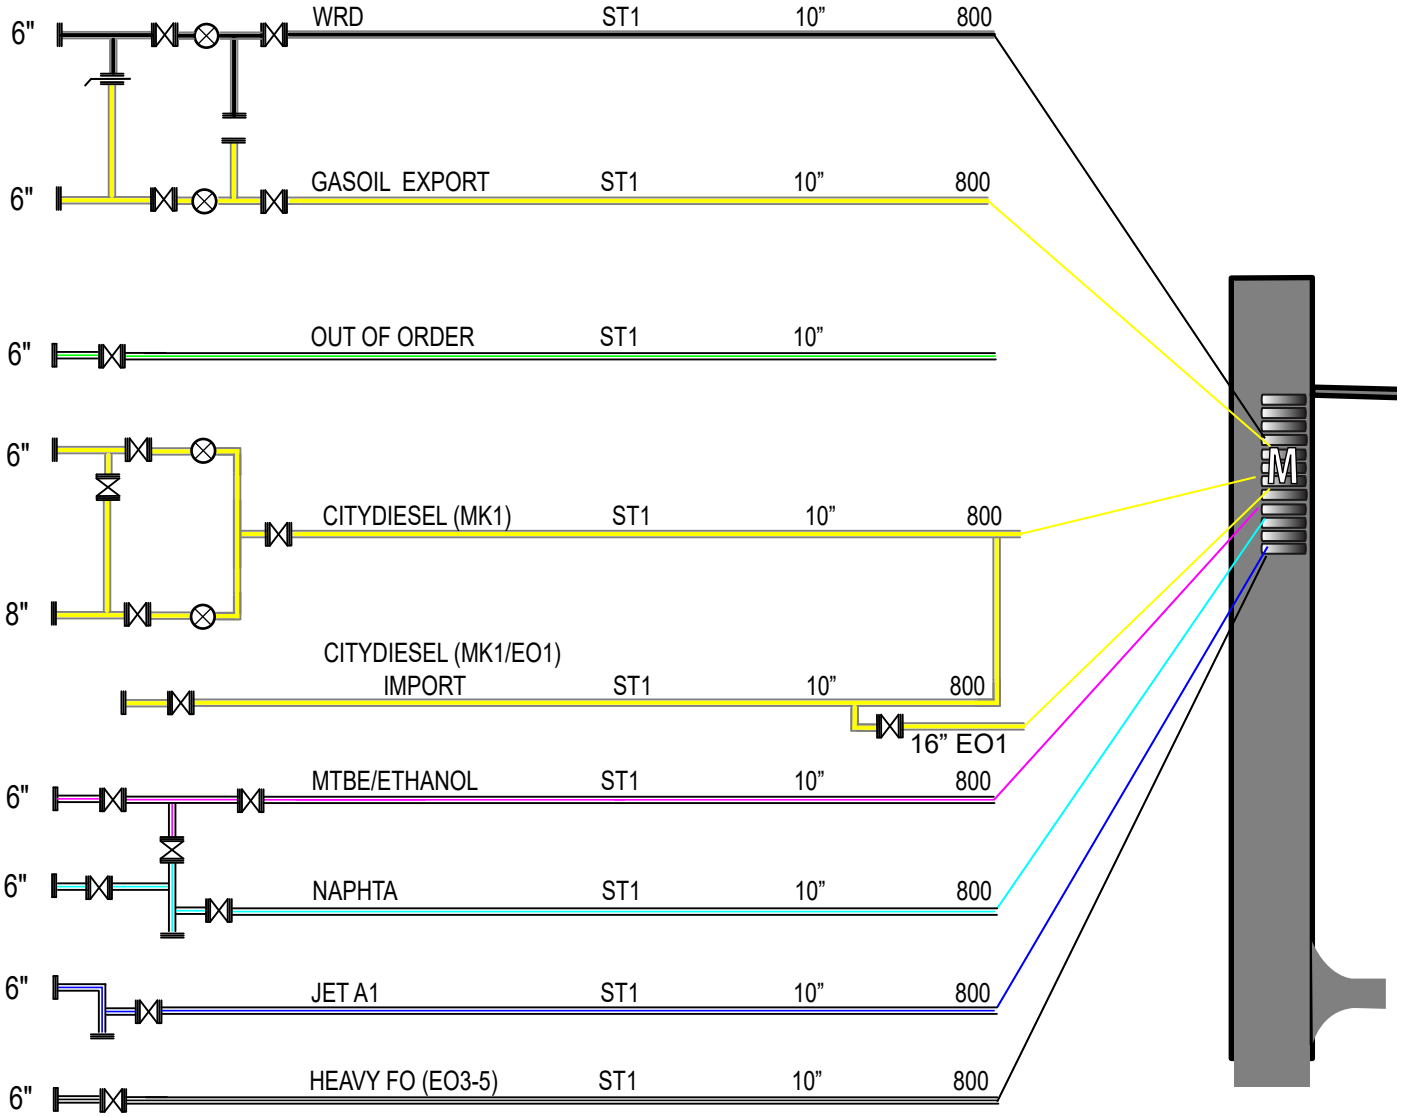 6" WRD ST1 10” 800
6" GASOIL EXPORT ST1 10” 800
6" OUT OF ORDER ST1 10”
6"
M
CITYDIESEL (MK1) ST1 10” 800
8"
CITYDIESEL (MK1/EO1)
IMPORT ST1 10” 800
16” EO1
6" MTBE/ETHANOL ST1 10” 800
6" NAPHTA ST1 10” 800
6" JET A1 ST1 10” 800
6" HEAVY FO (EO3-5) ST1 10” 800